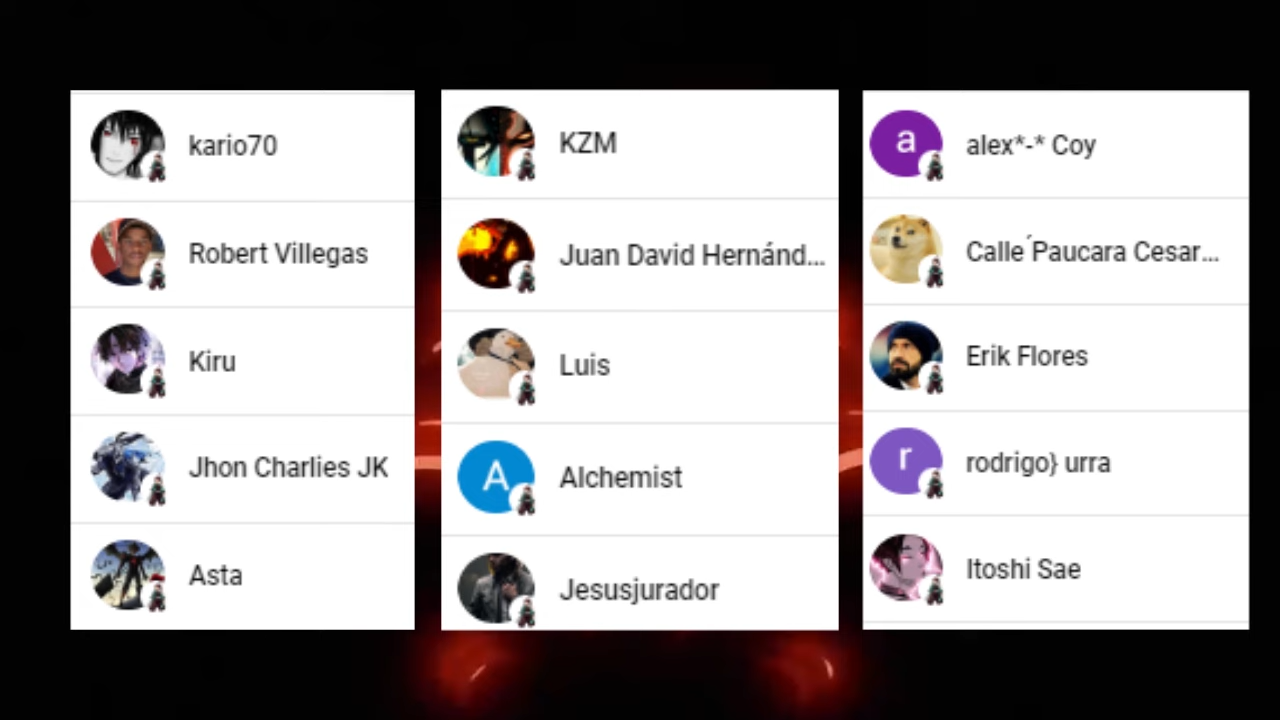 kario70
Robert Villegas
Kiru
Jhon Charlies JK
Asta
KZM
Juan David Hernánd...
Luis
A
Alchemist
Jesusjurador
a
alex*-* Coy
Calle ́Paucara Cesar...
Erik Flores
r
rodrigo} urra
Itoshi Sae